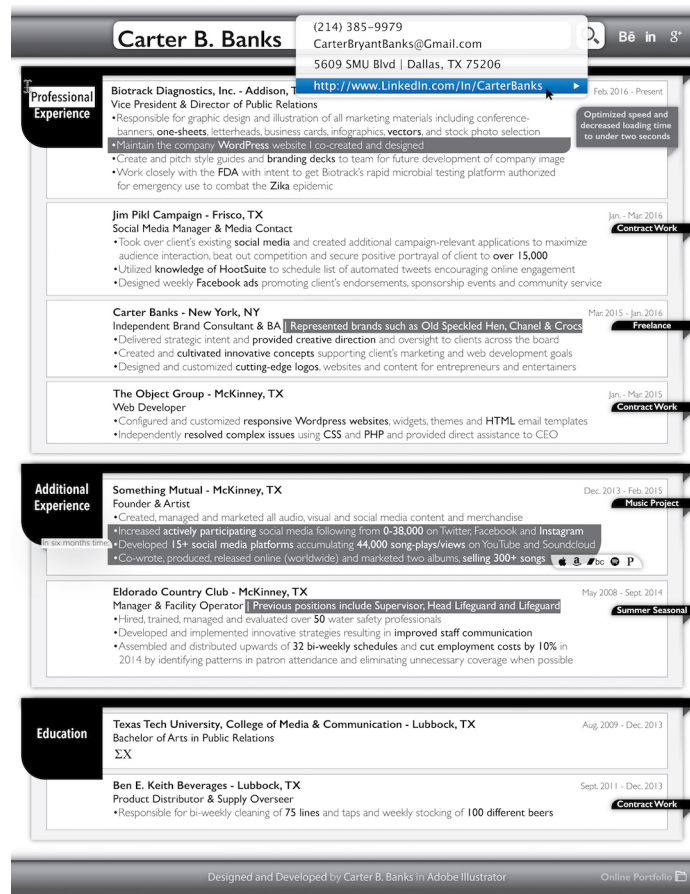 Carter B. Banks
(214) 385-9979
CarterBryantBanks@Gmail.com
5609 SMU Blvd | Dallas, TX 75206
http://www.LinkedIn.com/In/CarterBanks
Bē in g+
Professional
Experience
Biotrack Diagnostics, Inc. - Addison, T
Feb. 2016 - Present
Vice President & Director of Public Relations
•Responsible for graphic design and illustration of all marketing materials including conference-
banners, one-sheets, letterheads, business cards, infographics, vectors, and stock photo selection
•Maintain the company WordPress website I co-created and designed
Optimized speed and
decreased loading time
to under two seconds
•Create and pitch style guides and branding decks to team for future development of company image
•Work closely with the FDA with intent to get Biotrack's rapid microbial testing platform authorized
for emergency use to combat the Zika epidemic
Jim Pikl Campaign - Frisco, TX
Jan. - Mar. 2016
Social Media Manager & Media Contact
Contract Work
•Took over client's existing social media and created additional campaign-relevant applications to maximize
audience interaction, beat out competition and secure positive portrayal of client to over 15,000
•Utilized knowledge of HootSuite to schedule list of automated tweets encouraging online engagement
•Designed weekly Facebook ads promoting client's endorsements, sponsorship events and community service
Carter Banks - New York, NY
Mar. 2015 - Jan. 2016
Independent Brand Consultant & BA | Represented brands such as Old Speckled Hen, Chanel & Crocs
Freelance
•Delivered strategic intent and provided creative direction and oversight to clients across the board
•Created and cultivated innovative concepts supporting client's marketing and web development goals
•Designed and customized cutting-edge logos, websites and content for entrepreneurs and entertainers
The Object Group - McKinney, TX
Jan. - Mar. 2015
Web Developer
Contract Work
•Configured and customized responsive Wordpress websites, widgets, themes and HTML email templates
•Independently resolved complex issues using CSS and PHP and provided direct assistance to CEO
Additional
Experience
Something Mutual - McKinney, TX
Dec. 2013 - Feb. 2015
Founder & Artist
Music Project
•Created, managed and marketed all audio, visual and social media content and merchandise
•Increased actively participating social media following from 0-38,000 on Twitter, Facebook and Instagram
In six months time.
•Developed 15+ social media platforms accumulating 44,000 song-plays/views on YouTube and Soundcloud
•Co-wrote, produced, released online (worldwide) and marketed two albums, selling 300+ songs
a bc P
Eldorado Country Club - McKinney, TX
May 2008 - Sept. 2014
Manager & Facility Operator | Previous positions include Supervisor, Head Lifeguard and Lifeguard
Summer Seasonal
•Hired, trained, managed and evaluated over 50 water safety professionals
•Developed and implemented innovative strategies resulting in improved staff communication
•Assembled and distributed upwards of 32 bi-weekly schedules and cut employment costs by 10% in
2014 by identifying patterns in patron attendance and eliminating unnecessary coverage when possible
Education
Texas Tech University, College of Media & Communication - Lubbock, TX
Aug. 2009 - Dec. 2013
Bachelor of Arts in Public Relations
ΣΧ
Ben E. Keith Beverages - Lubbock, TX
Sept. 2011 - Dec. 2013
Product Distributor & Supply Overseer
Contract Work
•Responsible for bi-weekly cleaning of 75 lines and taps and weekly stocking of 100 different beers
Designed and Developed by Carter B. Banks in Adobe Illustrator
Online Portfolio